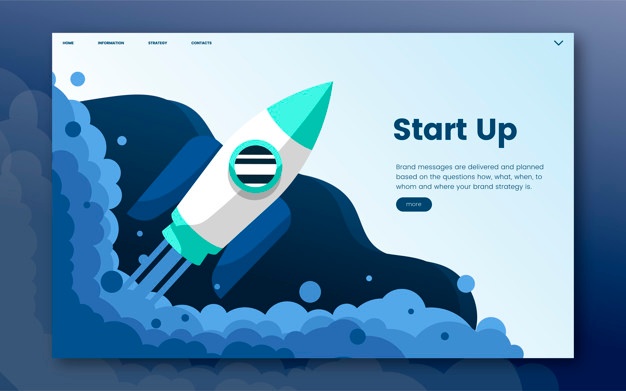 HOME INFORMATION STRATEGY CONTACTS
Start Up
Brand messages are delivered and planned
based on the questions how, what, when, to
whom and where your brand strategy is.
more